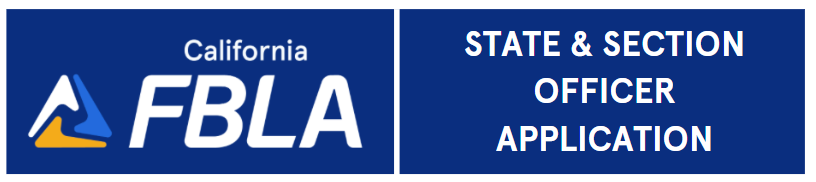 California
FBLA
STATE & SECTION
OFFICER
APPLICATION